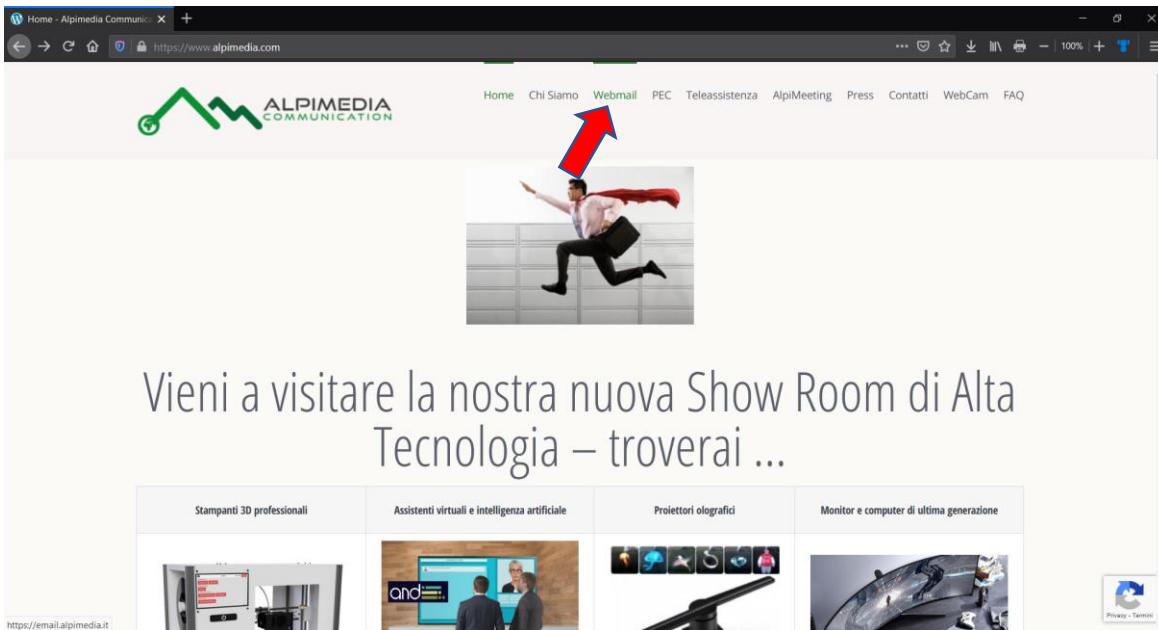 Home - Alpimedia Communic
https://www.alpimedia.com
100%
ALPIMEDIA
COMMUNICATION
Home Chi Siamo Webmail PEC Teleassistenza AlpiMeeting Press Contatti WebCam FAQ
Vieni a visitare la nostra nuova Show Room di Alta
Tecnologia – troverai ...
Stampanti 3D professionali
Assistenti virtuali e intelligenza artificiale
Proiettori olografici
Monitor e computer di ultima generazione
and
https://email.alpimedia.it
Privacy - Termini